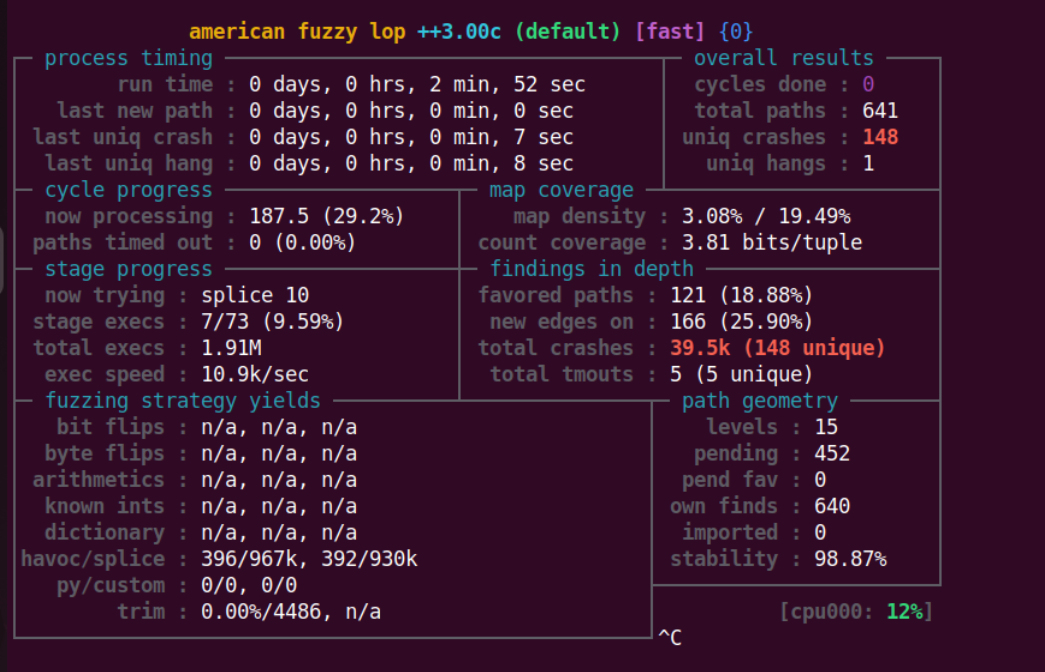 american fuzzy lop ++3.00c (default) [fast] {0}
process timing overall results
run time : 0 days, 0 hrs, 2 min, 52 sec cycles done : 0
last new path : 0 days, 0 hrs, 0 min, 0 sec total paths : 641
last uniq crash : 0 days, 0 hrs, 0 min, 7 sec uniq crashes : 148
last uniq hang : 0 days, 0 hrs, 0 min, 8 sec uniq hangs : 1
cycle progress map coverage
now processing : 187.5 (29.2%) map density : 3.08% / 19.49%
paths timed out : 0 (0.00%) count coverage : 3.81 bits/tuple
stage progress findings in depth
now trying : splice 10 favored paths : 121 (18.88%)
stage execs : 7/73 (9.59%) new edges on : 166 (25.90%)
total execs : 1.91M total crashes : 39.5k (148 unique)
exec speed : 10.9k/sec total tmouts : 5 (5 unique)
fuzzing strategy yields path geometry
bit flips : n/a, n/a, n/a levels : 15
byte flips : n/a, n/a, n/a pending : 452
arithmetics : n/a, n/a, n/a pend fav : 0
known ints : n/a, n/a, n/a own finds : 640
dictionary : n/a, n/a, n/a imported : 0
havoc/splice : 396/967k, 392/930k stability : 98.87%
py/custom : 0/0, 0/0
trim : 0.00%/4486, n/a [cpu000: 12%]
^C